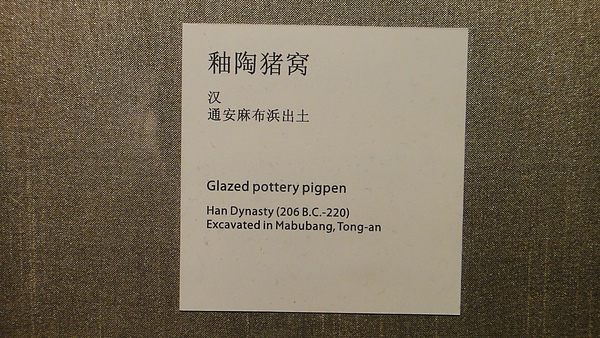 釉陶猪窝
汉
通安麻布浜出土
Glazed pottery pigpen
Han Dynasty (206 B.C.-220)
Excavated in Mabubang, Tong-an